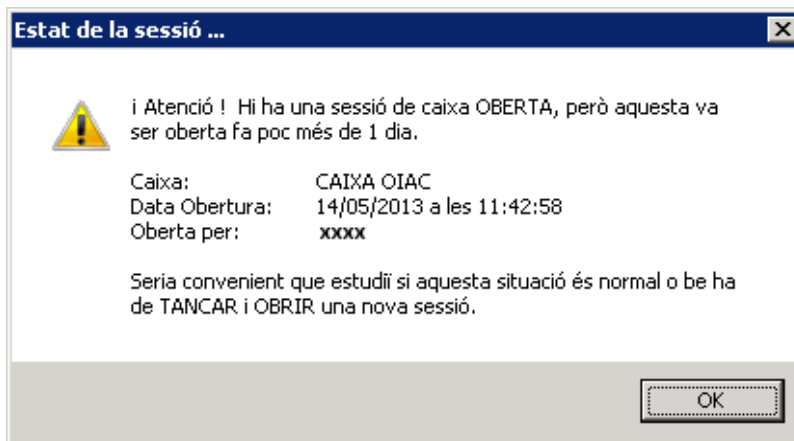 Estat de la sessió ...
i Atenció ! Hi ha una sessió de caixa OBERTA, però aquesta va
ser oberta fa poc més de 1 dia.
Caixa: CAIXA OIAC
Data Obertura: 14/05/2013 a les 11:42:58
Oberta per: xxxx
Seria convenient que estudiï si aquesta situació és normal o be ha
de TANCAR i OBRIR una nova sessió.
OK